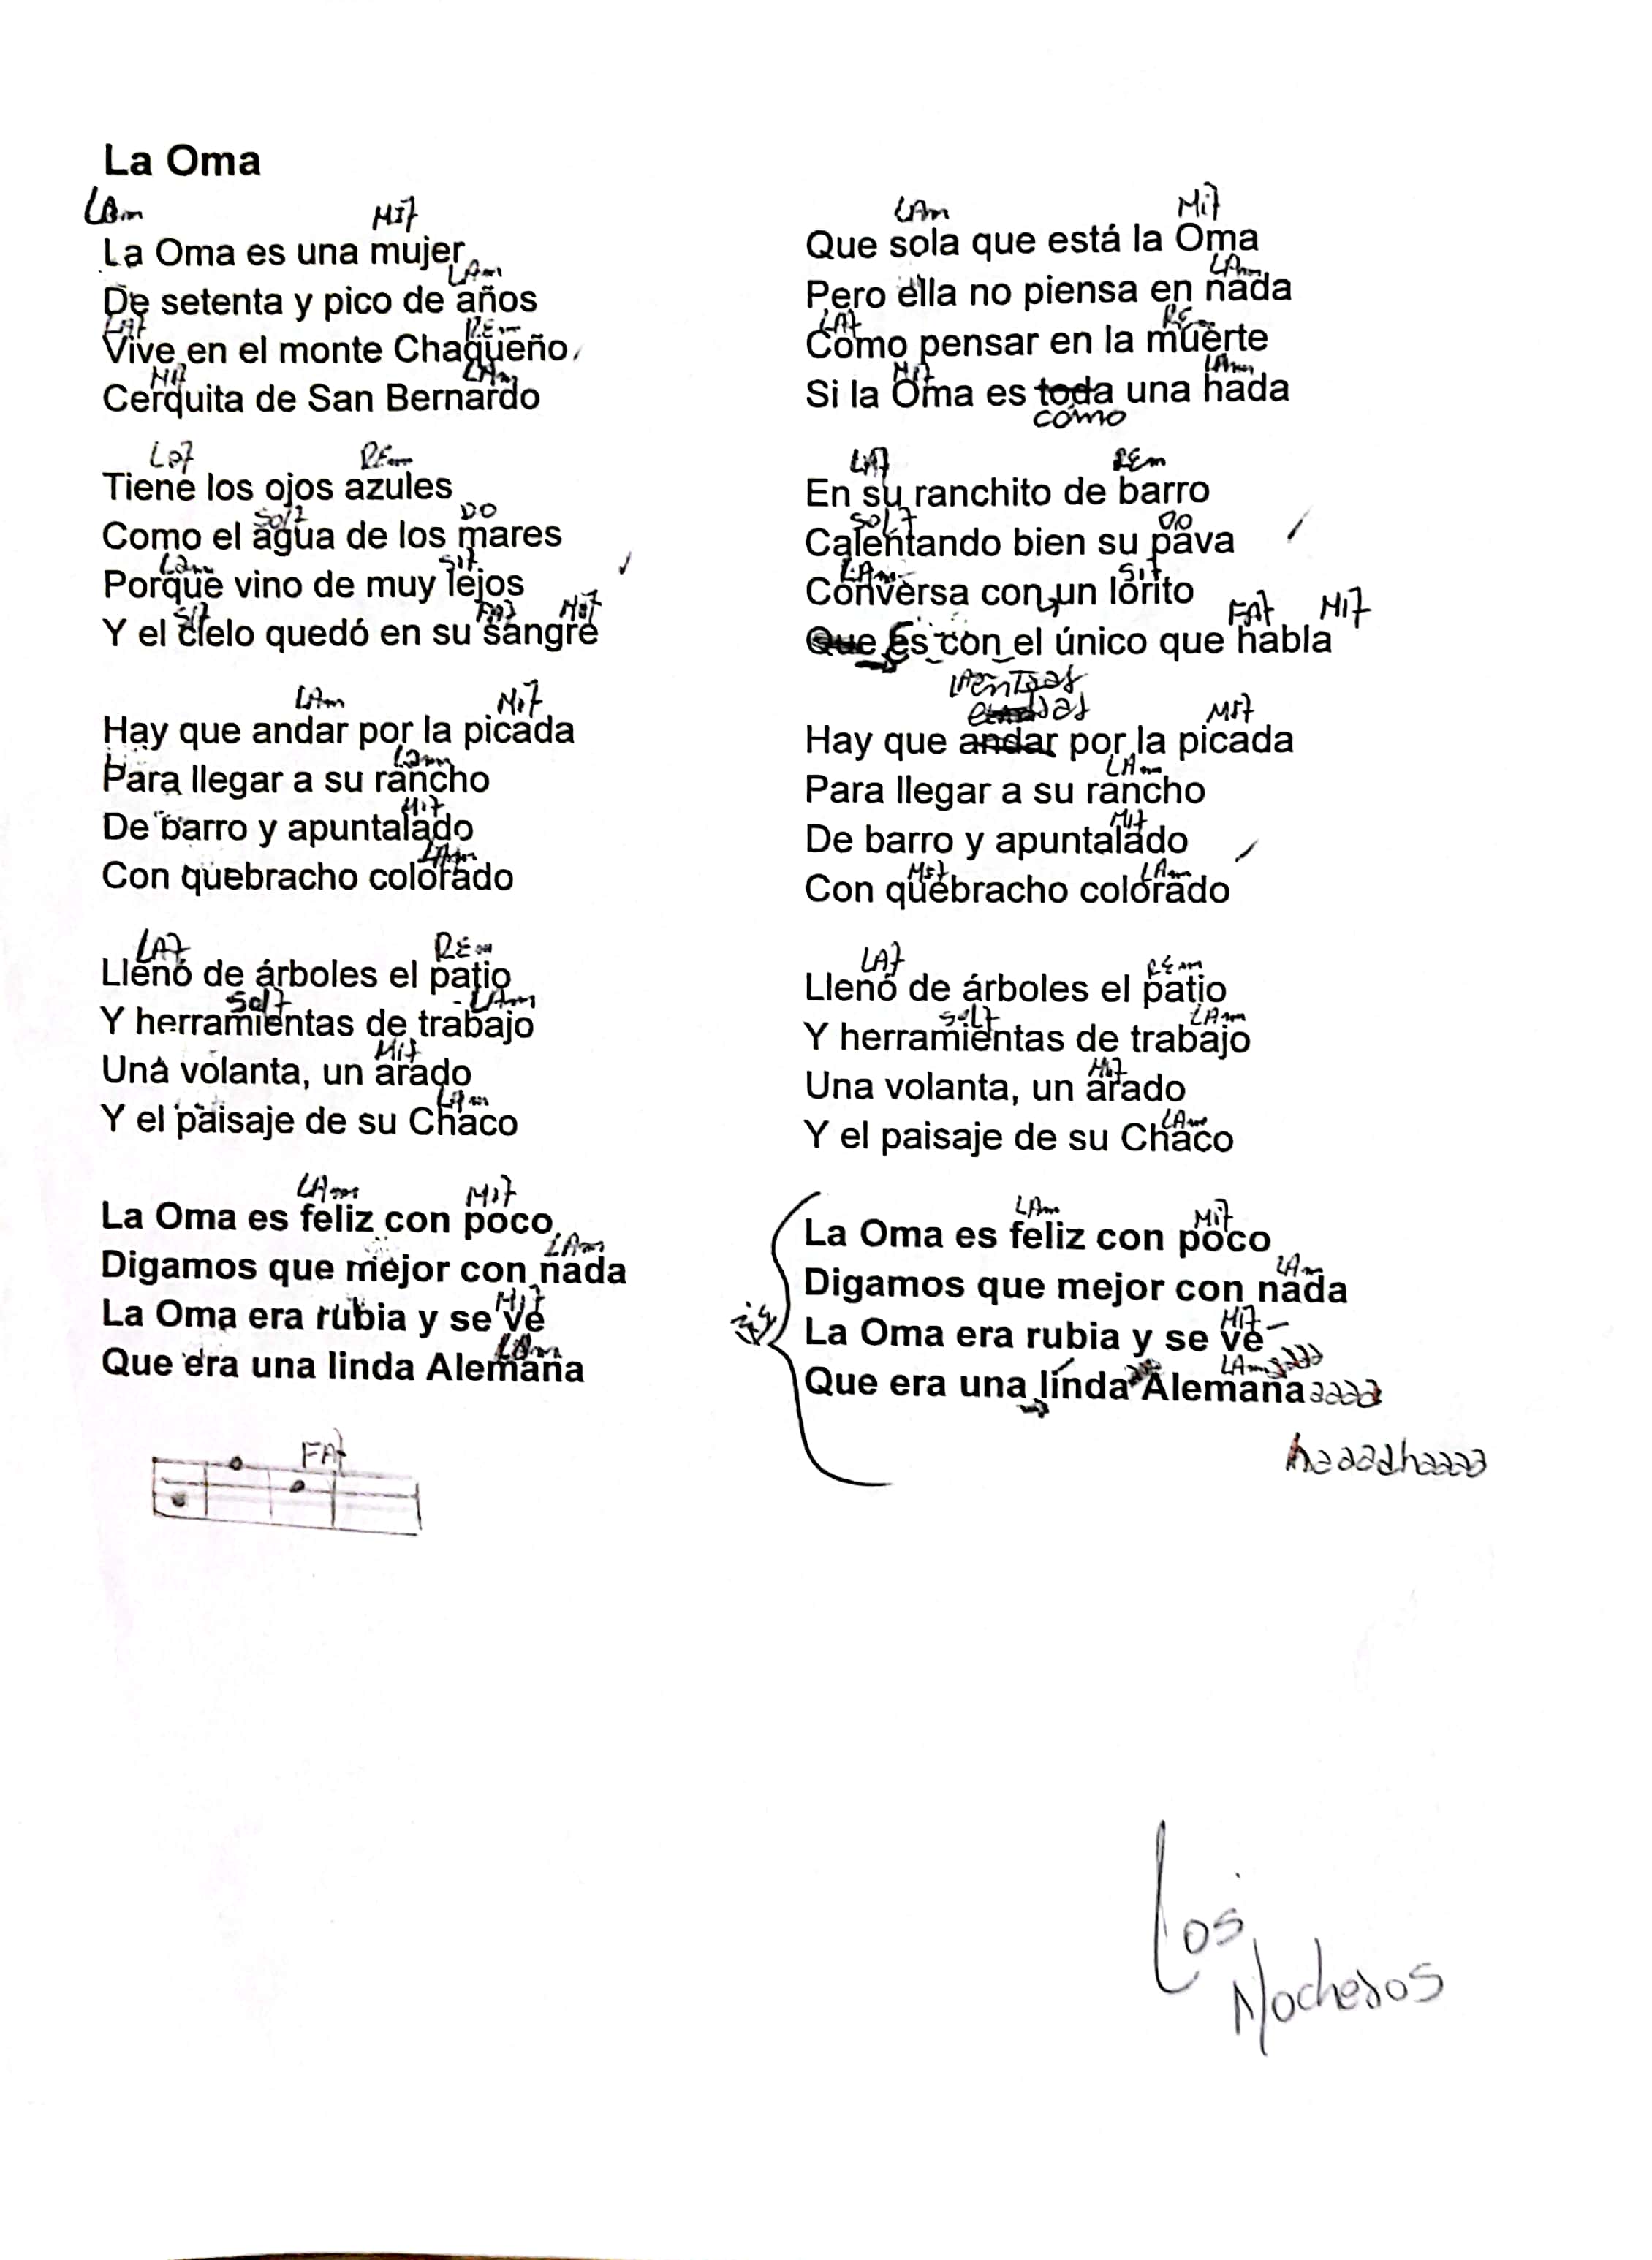 La Oma
LAm MI7
La Oma es una mujer
LAm
De setenta y pico de años
LA7 REm
Vive en el monte Chaqueño
MI7 LAm
Cerquita de San Bernardo
La7 REm
Tiene los ojos azules
Sol7 DO
Como el agua de los mares
Lam SI7
Porque vino de muy lejos
SI7 FA7 Mi7
Y el cielo quedó en su sangre
LAm Mi7
Hay que andar por la picada
Lam
Para llegar a su rancho
Mi7
De barro y apuntalado
LAm
Con quebracho colorado
LA7 REm
Llenó de árboles el patio
Sol7 LAm
Y herramientas de trabajo
Mi7
Una volanta, un arado
LAm
Y el paisaje de su Chaco
LAm Mi7
La Oma es feliz con poco
LAm
Digamos que mejor con nada
Mi7
La Oma era rubia y se ve
LAm
Que era una linda Alemana
FA7
LAm Mi7
Que sola que está la Oma
LAm
Pero ella no piensa en nada
LA7 REm
Como pensar en la muerte
Mi7 LAm
Si la Oma es toda una hada
como
LA7 REm
En su ranchito de barro
SOL7 DO
Calentando bien su pava
LAm SI7
Conversa con un lorito
FA7 MI7
Que Es con el único que habla
MI7
Hay que andar por la picada
LAm
Para llegar a su rancho
MI7
De barro y apuntalado
MI7 LAm
Con quebracho colorado
LA7 REm
Llenó de árboles el patio
sol7 LAm
Y herramientas de trabajo
Mi7
Una volanta, un arado
LAm
Y el paisaje de su Chaco
LAm Mi7
La Oma es feliz con poco
LAm
Digamos que mejor con nada
bis
MI7
La Oma era rubia y se ve
LAm aaaa
Que era una linda Alemana aaaa
haaaahaaaa
Los
Nocheros